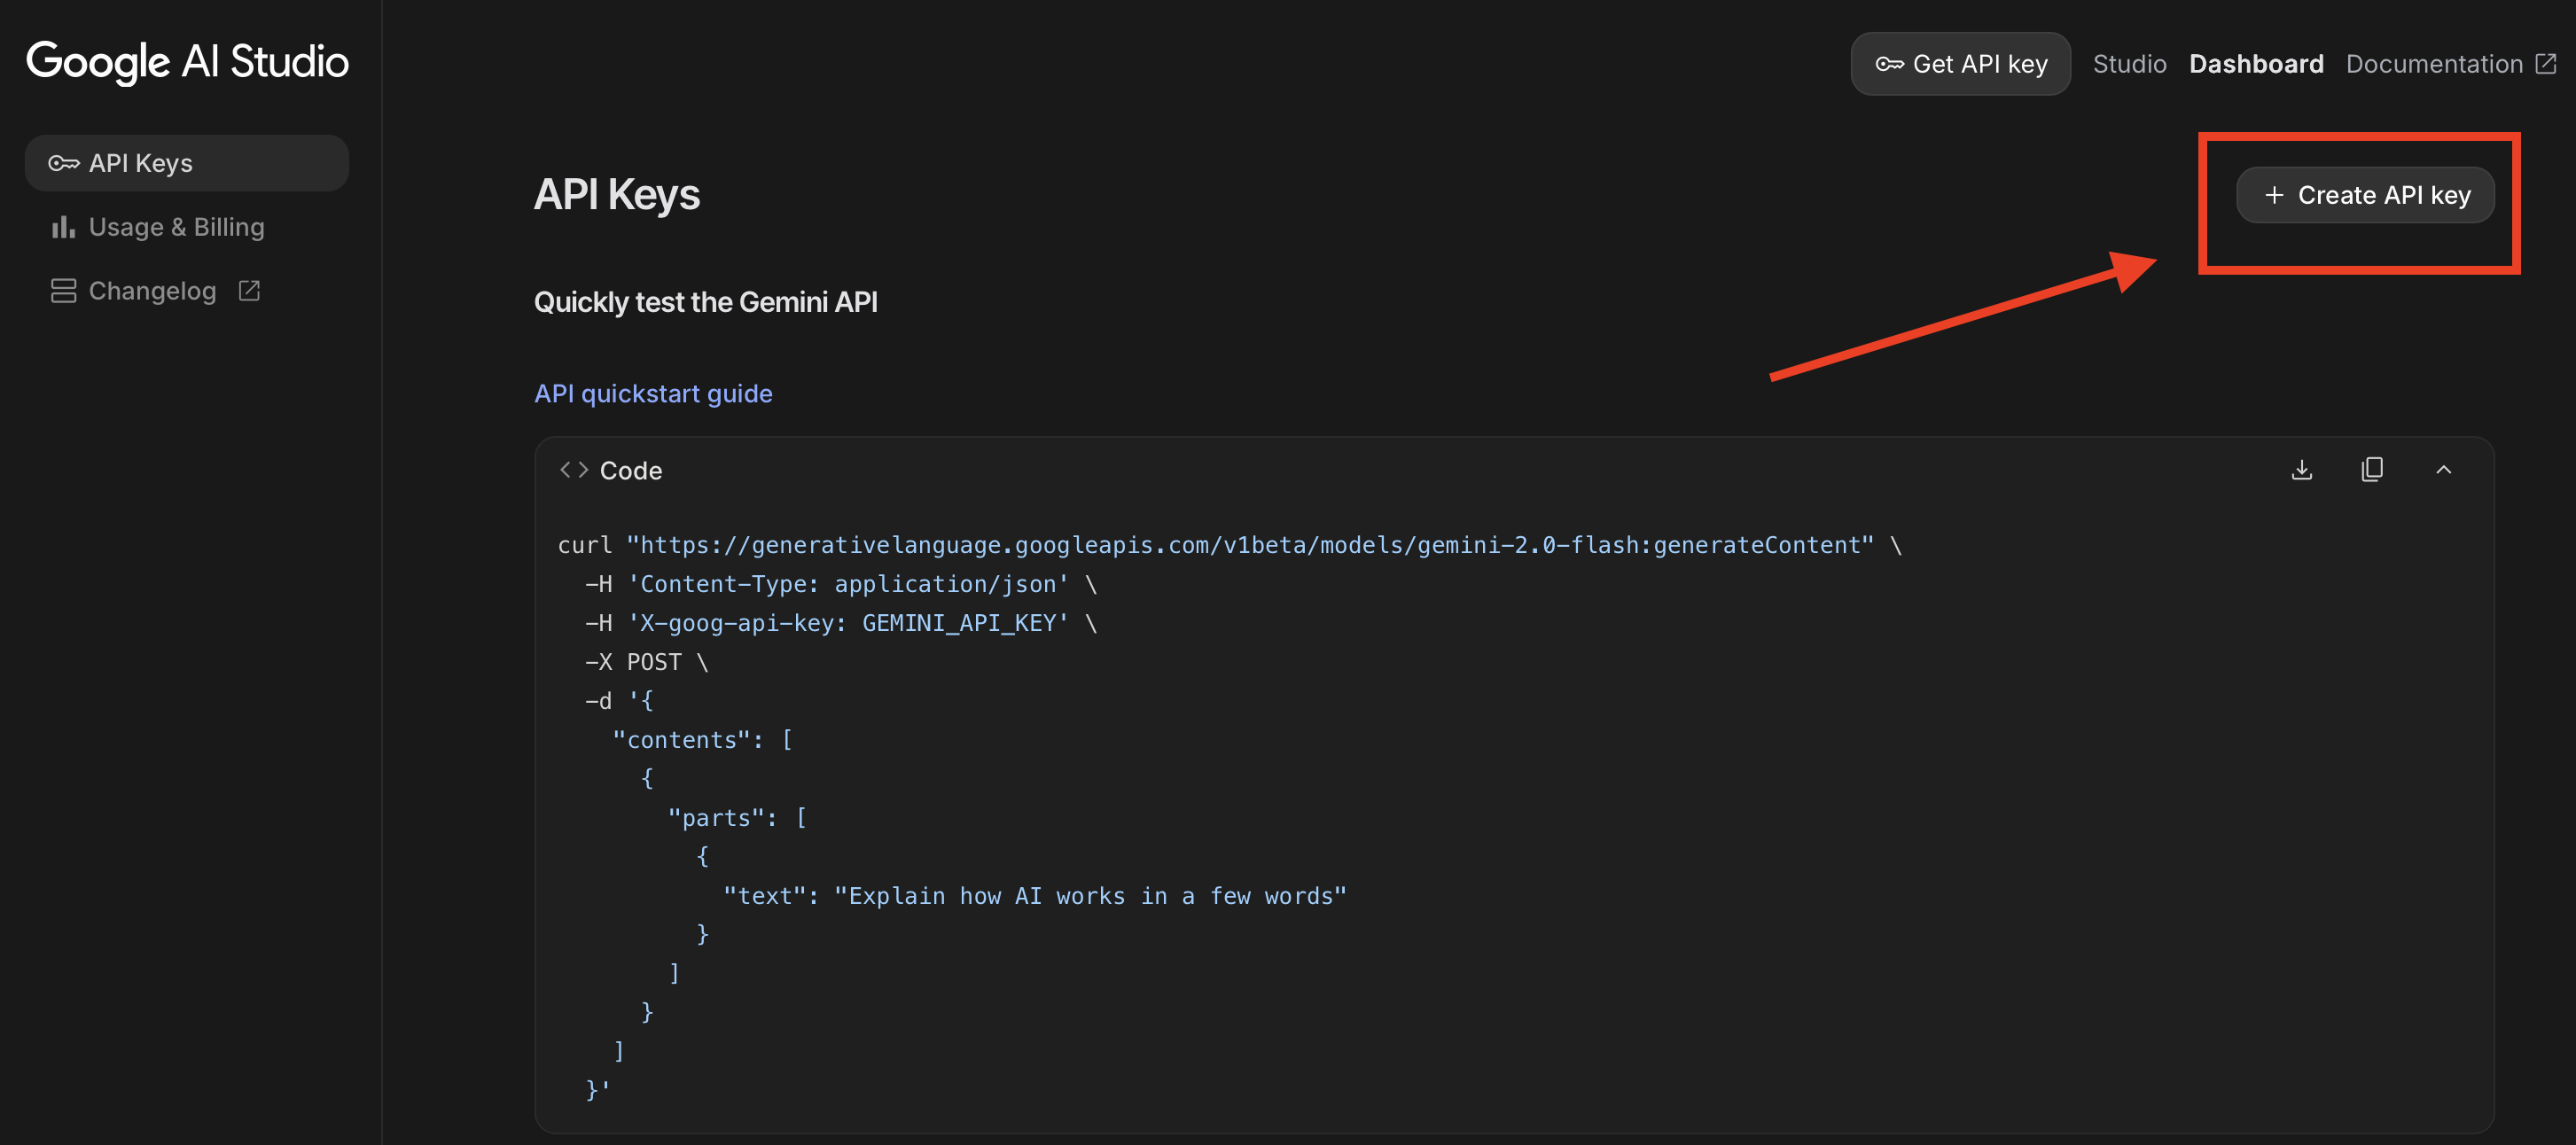 Google AI Studio
Get API key Studio Dashboard Documentation
API Keys
Usage & Billing
Changelog
API Keys
Create API key
Quickly test the Gemini API
API quickstart guide
<> Code
curl "https://generativelanguage.googleapis.com/v1beta/models/gemini-2.0-flash:generateContent" \
  -H 'Content-Type: application/json' \
  -H 'X-goog-api-key: GEMINI_API_KEY' \
  -X POST \
  -d '{
    "contents": [
      {
        "parts": [
          {
            "text": "Explain how AI works in a few words"
          }
        ]
      }
    ]
  }'